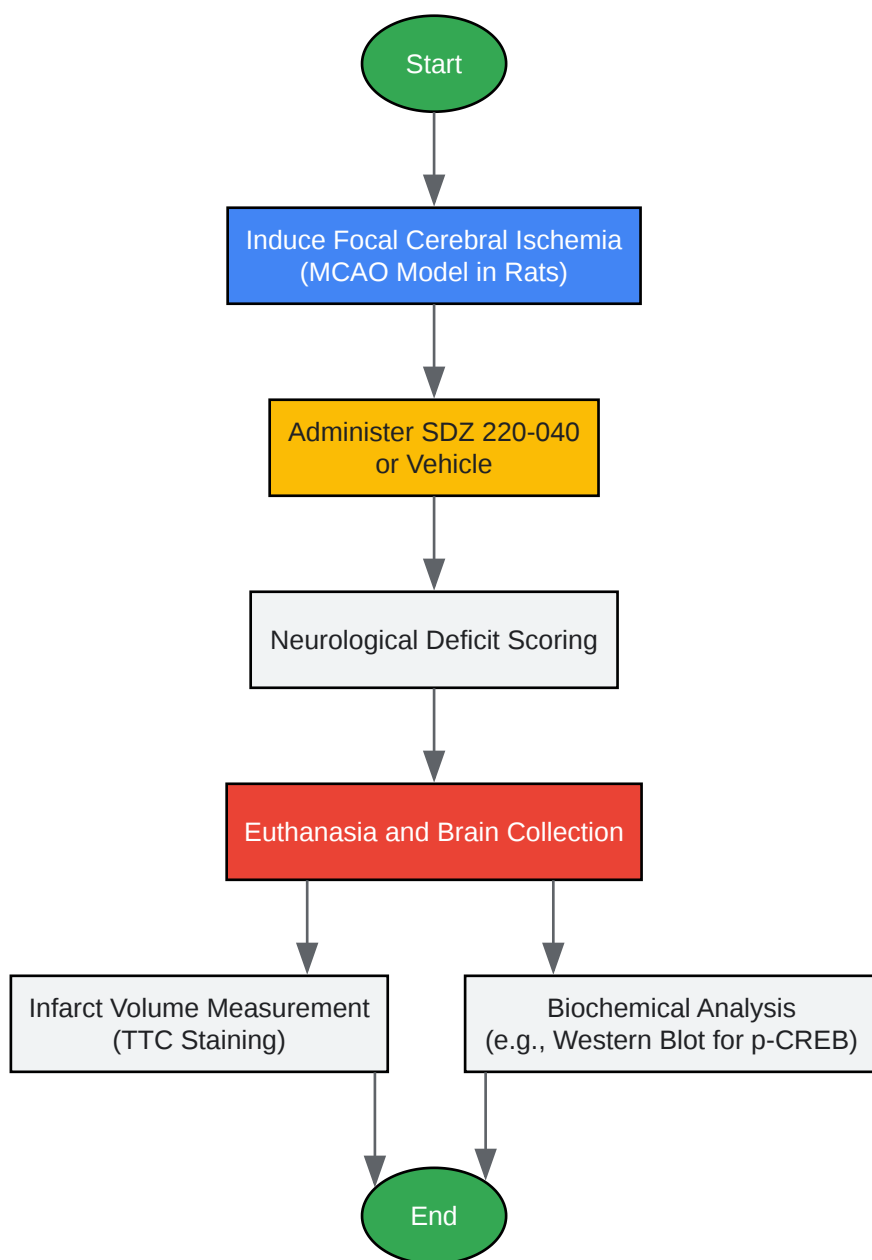 Start
Induce Focal Cerebral Ischemia
(MCAO Model in Rats)
Administer SDZ 220-040
or Vehicle
Neurological Deficit Scoring
Euthanasia and Brain Collection
Infarct Volume Measurement
(TTC Staining)
Biochemical Analysis
(e.g., Western Blot for p-CREB)
End